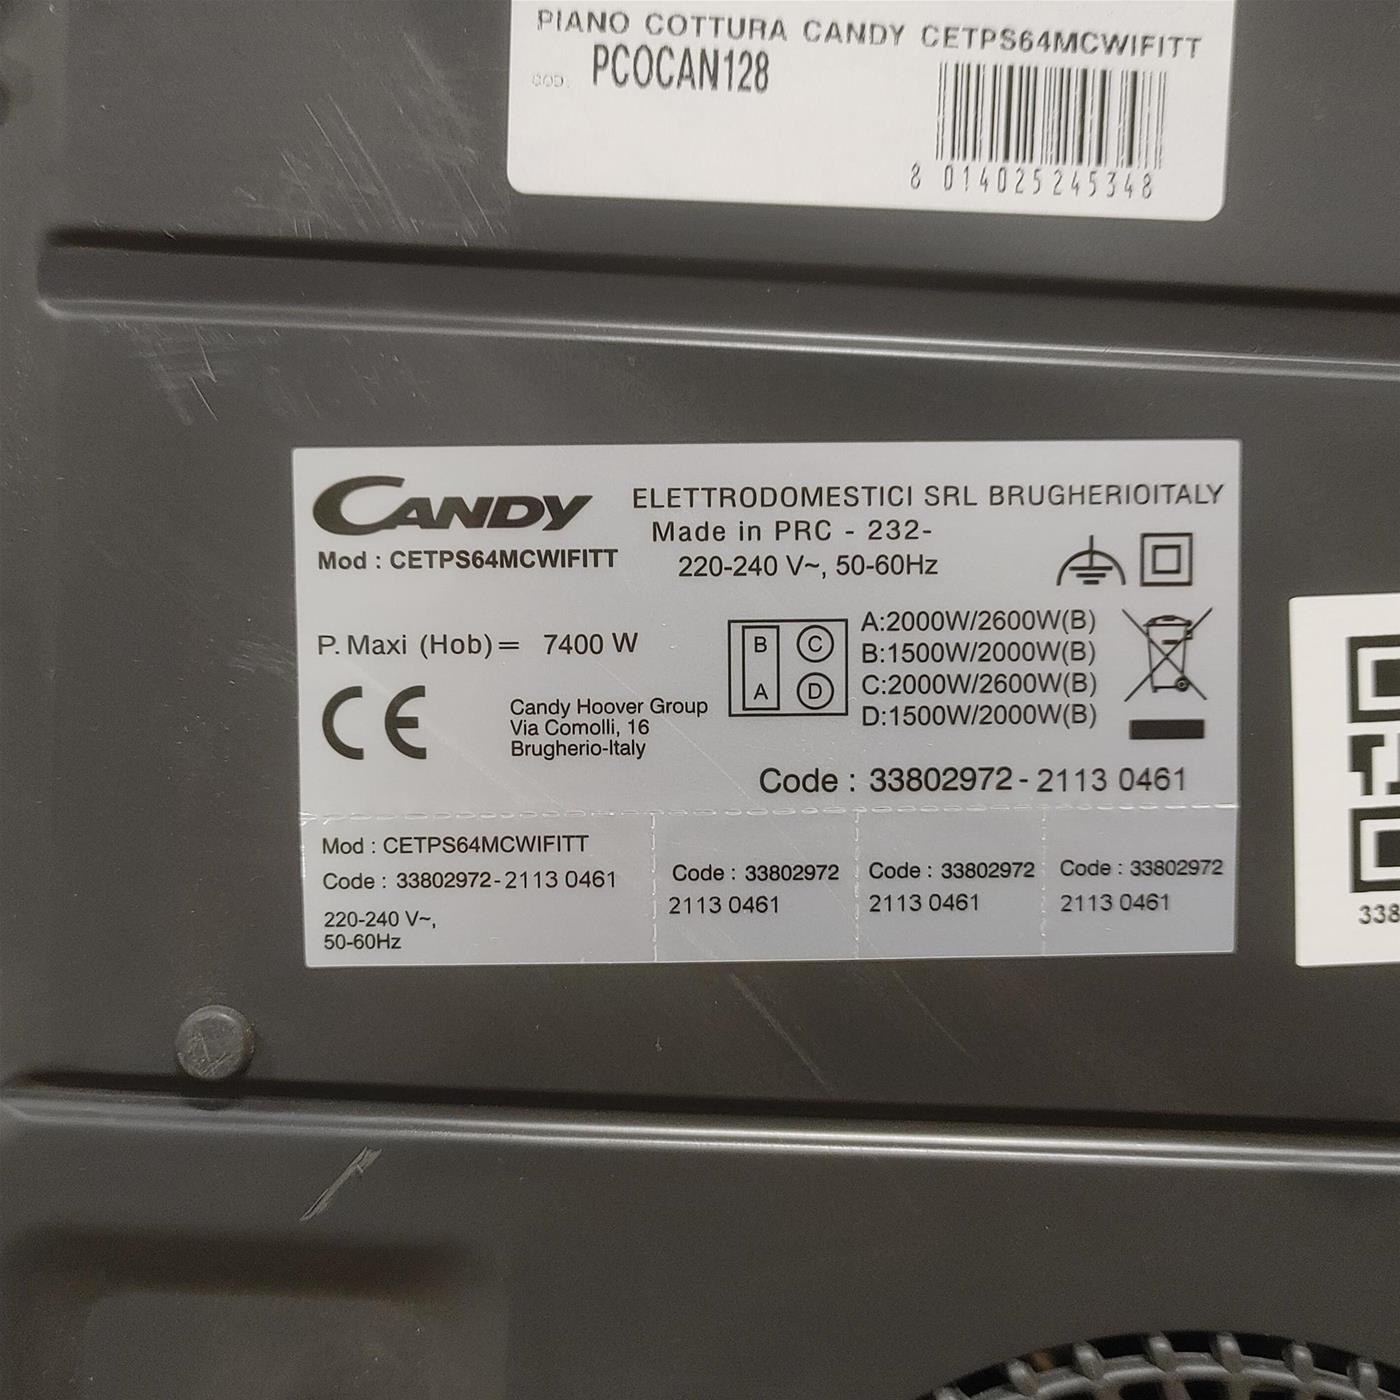 PIANO COTTURA CANDY CETPS64MCWIFITT
COD. PCOCAN128
8 014025 245348
CANDY
ELETTRODOMESTICI SRL BRUGHERIOITALY
Made in PRC - 232-
Mod : CETPS64MCWIFITT
220-240 V~, 50-60Hz
P. Maxi (Hob) = 7400 W
B C
A D
A:2000W/2600W(B)
B:1500W/2000W(B)
C:2000W/2600W(B)
D:1500W/2000W(B)
CE
Candy Hoover Group
Via Comolli, 16
Brugherio-Italy
Code : 33802972-2113 0461
Mod : CETPS64MCWIFITT
Code : 33802972-2113 0461
220-240 V~,
50-60Hz
Code : 33802972
2113 0461
Code : 33802972
2113 0461
Code : 33802972
2113 0461